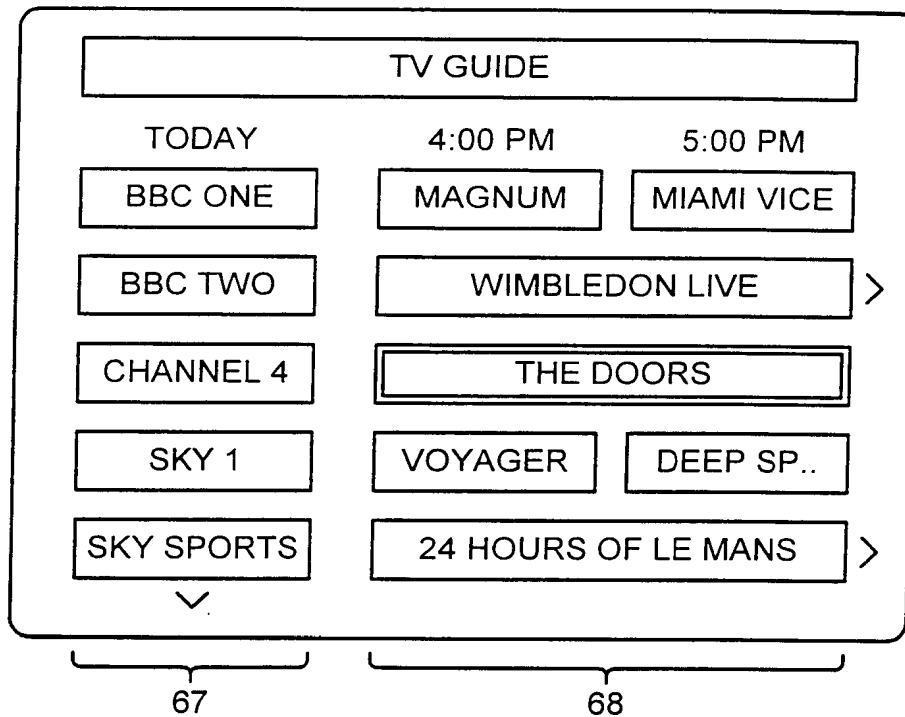 TV GUIDE
TODAY 4:00 PM 5:00 PM
BBC ONE MAGNUM MIAMI VICE
BBC TWO WIMBLEDON LIVE >
CHANNEL 4 THE DOORS
SKY 1 VOYAGER DEEP SP..
SKY SPORTS 24 HOURS OF LE MANS >
67 68